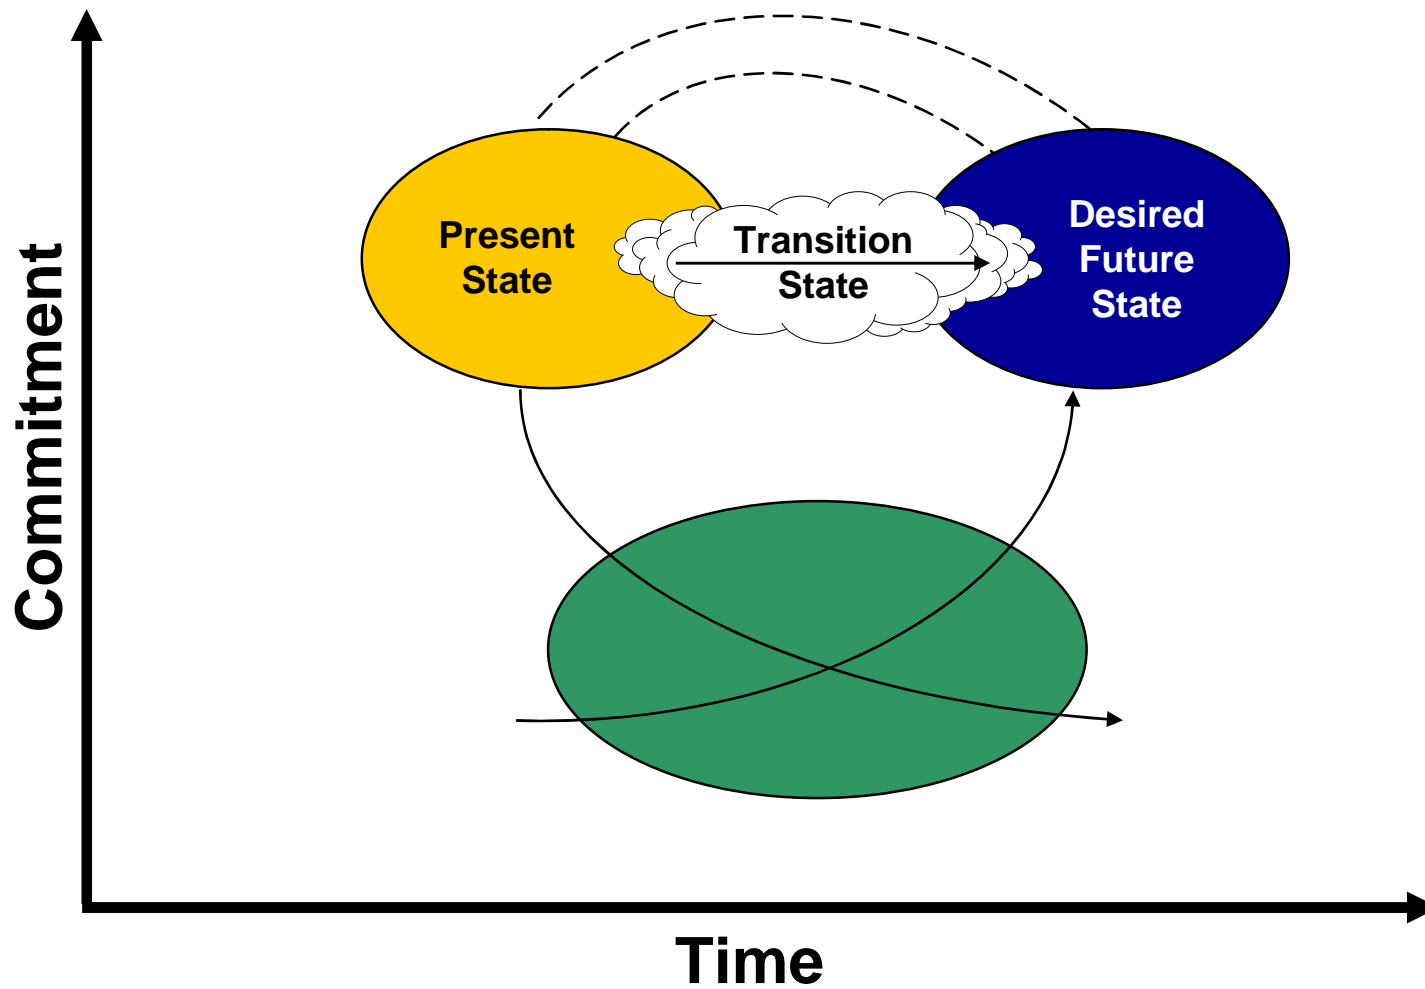 Commitment
Present
State
Transition
State
Desired
Future
State
Time